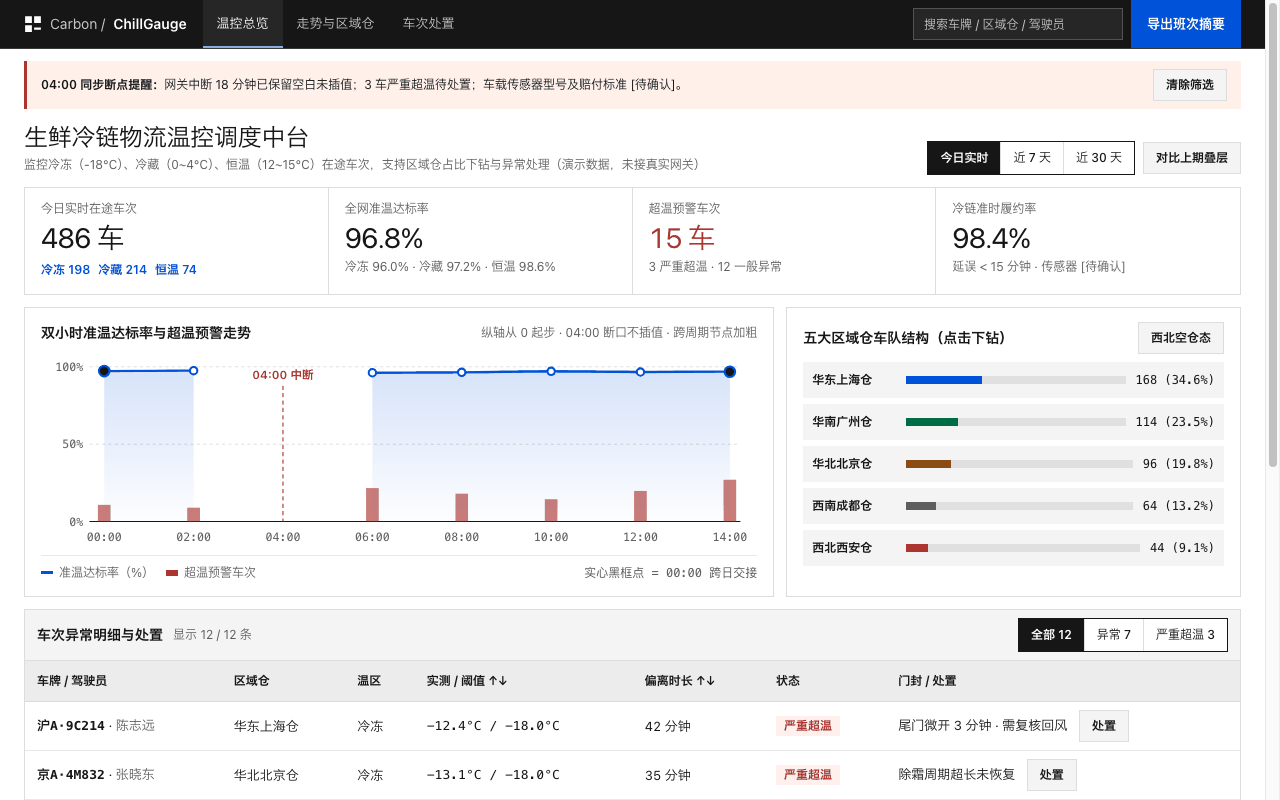 Carbon / ChillGauge 温控总览 走势与区域仓 车次处置 搜索车牌 / 区域仓 / 驾驶员 导出班次摘要
04:00 同步断点提醒：网关中断 18 分钟已保留空白未插值；3 车严重超温待处置；车载传感器型号及赔付标准 [待确认]。 清除筛选
生鲜冷链物流温控调度中台
监控冷冻（-18°C）、冷藏（0~4°C）、恒温（12~15°C）在途车次，支持区域仓占比下钻与异常处理（演示数据，未接真实网关）
今日实时 近 7 天 近 30 天 对比上期叠层
今日实时在途车次
486 车
冷冻 198 冷藏 214 恒温 74
全网准温达标率
96.8%
冷冻 96.0% · 冷藏 97.2% · 恒温 98.6%
超温预警车次
15 车
3 严重超温 · 12 一般异常
冷链准时履约率
98.4%
延误 < 15 分钟 · 传感器 [待确认]
双小时准温达标率与超温预警走势 纵轴从 0 起步 · 04:00 断口不插值 · 跨周期节点加粗
100%
04:00 中断
50%
0%
00:00 02:00 04:00 06:00 08:00 10:00 12:00 14:00
准温达标率（%） 超温预警车次 实心黑框点 = 00:00 跨日交接
五大区域仓车队结构（点击下钻） 西北空仓态
华东上海仓 168 (34.6%)
华南广州仓 114 (23.5%)
华北北京仓 96 (19.8%)
西南成都仓 64 (13.2%)
西北西安仓 44 (9.1%)
车次异常明细与处置 显示 12 / 12 条 全部 12 异常 7 严重超温 3
车牌 / 驾驶员 区域仓 温区 实测 / 阈值 ↑↓ 偏离时长 ↑↓ 状态 门封 / 处置
沪A·9C214 · 陈志远 华东上海仓 冷冻 −12.4°C / −18.0°C 42 分钟 严重超温 尾门微开 3 分钟 · 需复核回风 处置
京A·4M832 · 张晓东 华北北京仓 冷冻 −13.1°C / −18.0°C 35 分钟 严重超温 除霜周期超长未恢复 处置